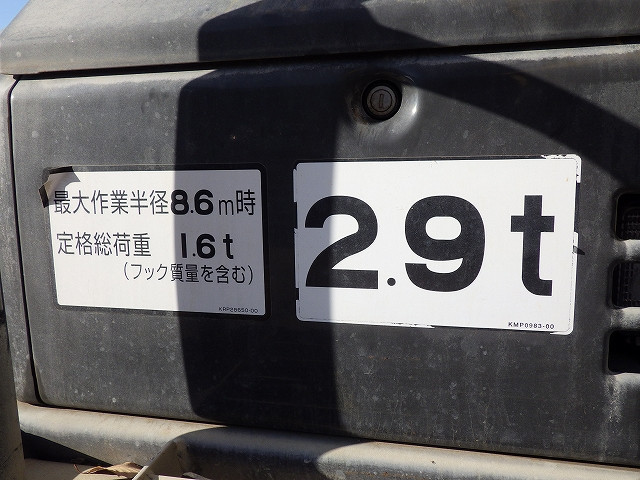 最大作業半径8.6m時
定格総荷重 1.6t
(フック質量を含む)
KRP28650-00
2.9t
KMP0983-00